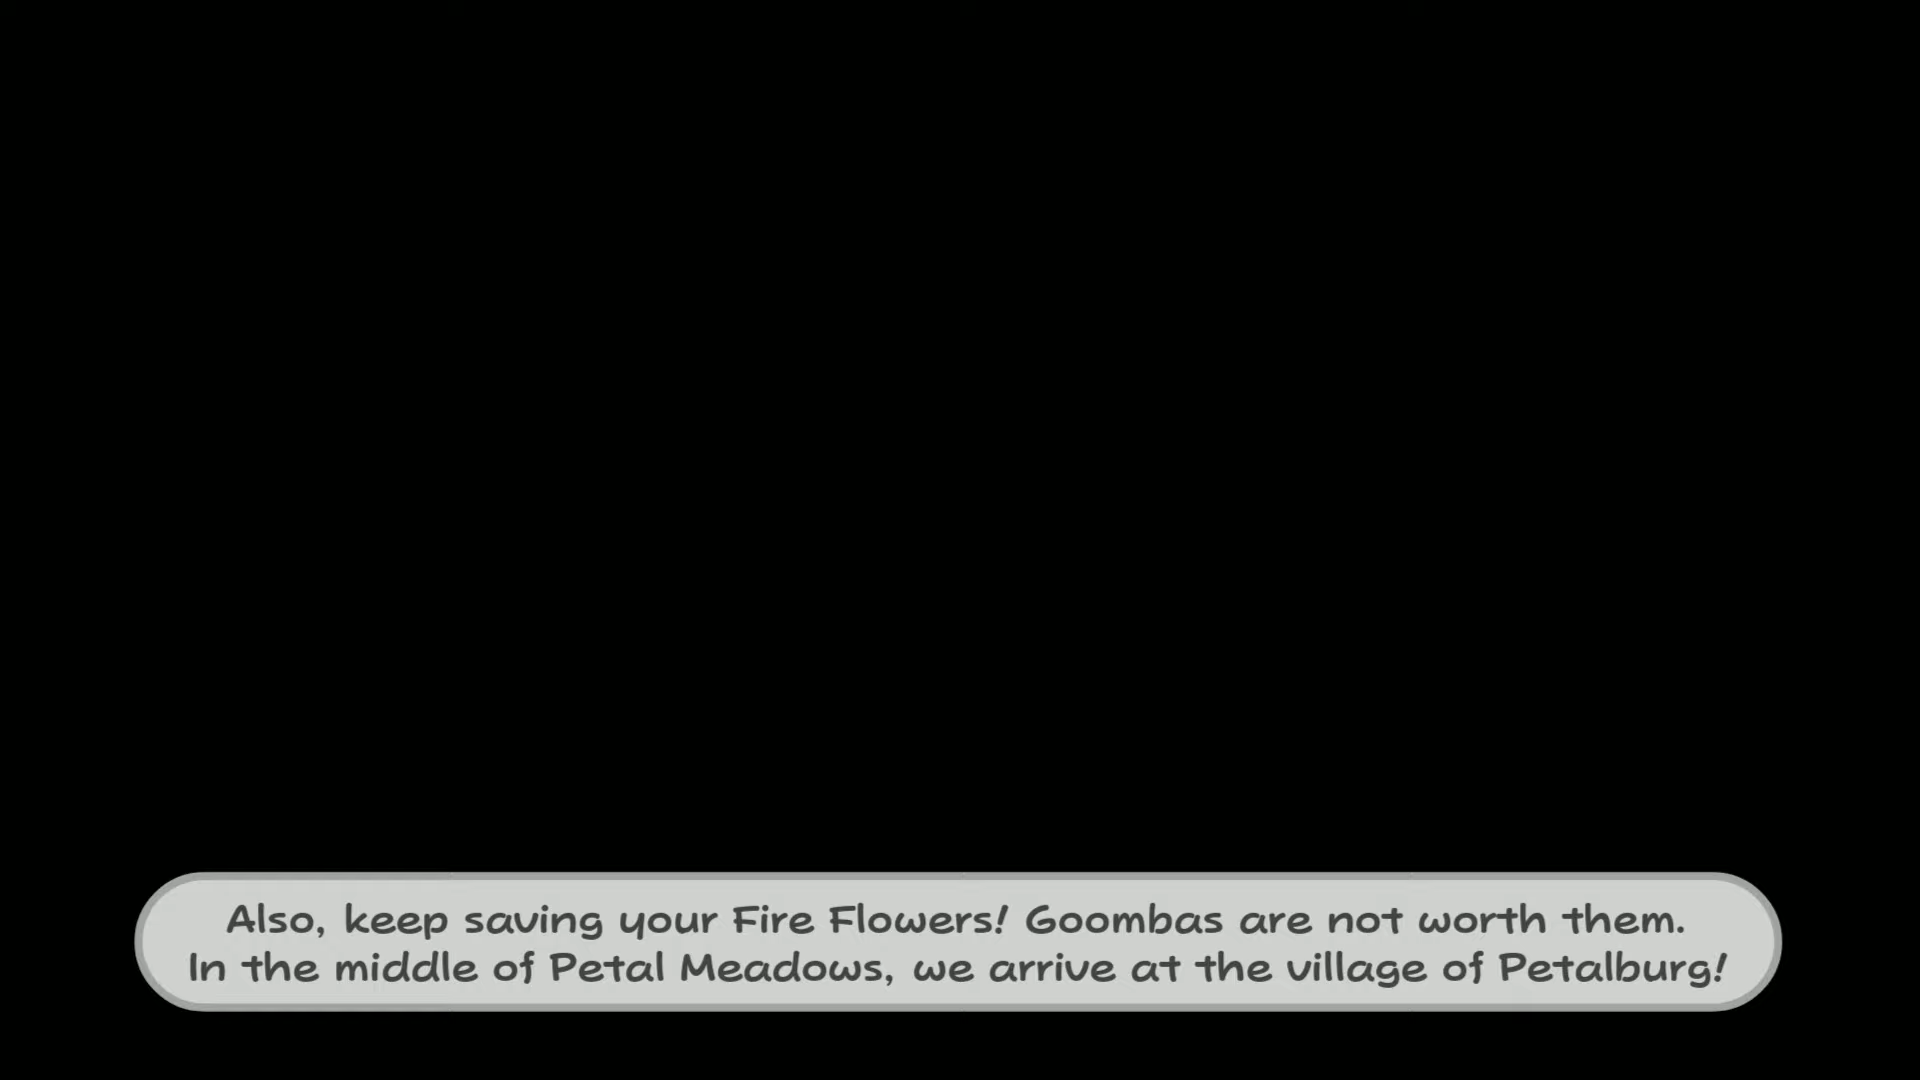 Also, keep saving your Fire Flowers! Goombas are not worth them.
In the middle of Petal Meadows, we arrive at the village of Petalburg!